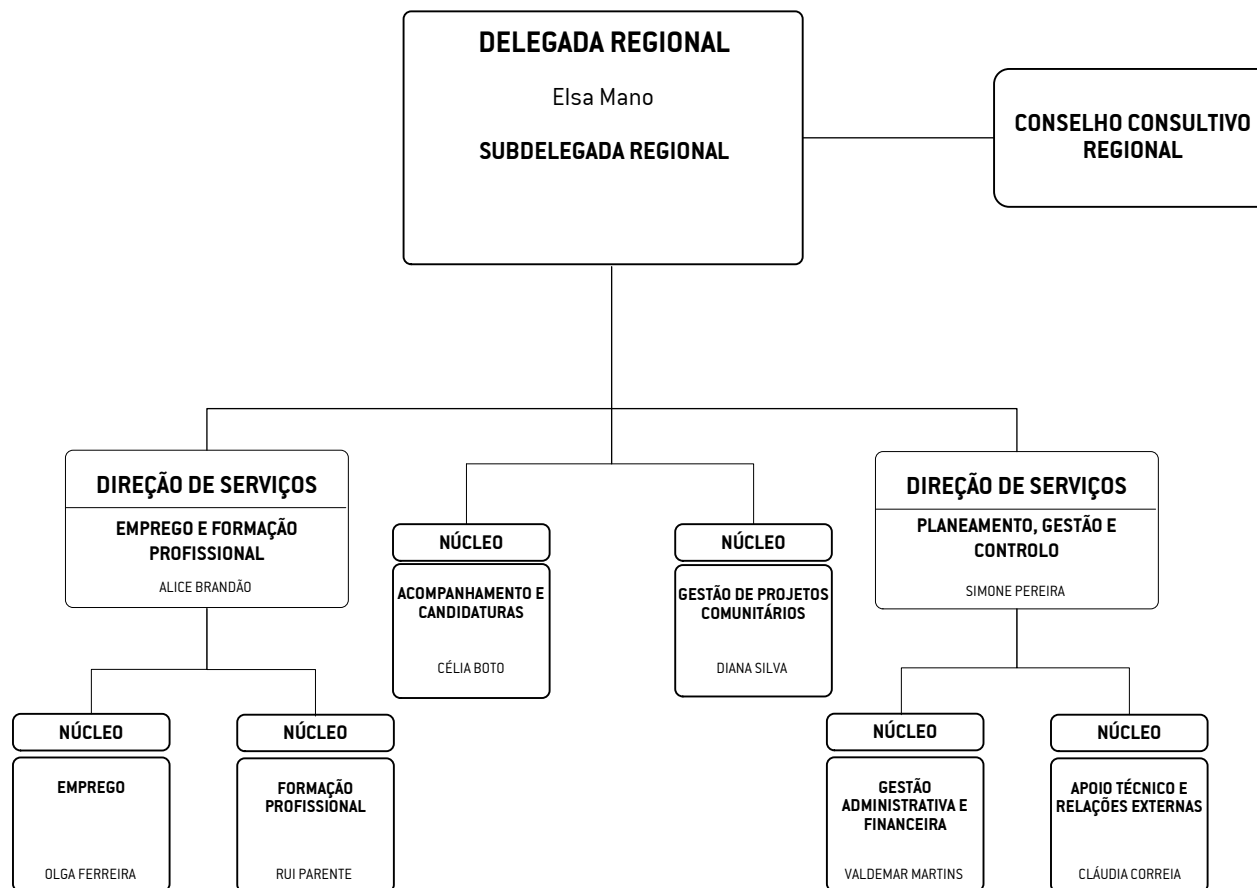 DELEGADA REGIONAL
Elsa Mano
SUBDELEGADA REGIONAL
CONSELHO CONSULTIVO
REGIONAL
DIREÇÃO DE SERVIÇOS
EMPREGO E FORMAÇÃO
PROFISSIONAL
ALICE BRANDÃO
NÚCLEO
ACOMPANHAMENTO E
CANDIDATURAS
CÉLIA BOTO
NÚCLEO
GESTÃO DE PROJETOS
COMUNITÁRIOS
DIANA SILVA
DIREÇÃO DE SERVIÇOS
PLANEAMENTO, GESTÃO E
CONTROLO
SIMONE PEREIRA
NÚCLEO
EMPREGO
OLGA FERREIRA
NÚCLEO
FORMAÇÃO
PROFISSIONAL
RUI PARENTE
NÚCLEO
GESTÃO
ADMINISTRATIVA E
FINANCEIRA
VALDEMAR MARTINS
NÚCLEO
APOIO TÉCNICO E
RELAÇÕES EXTERNAS
CLÁUDIA CORREIA